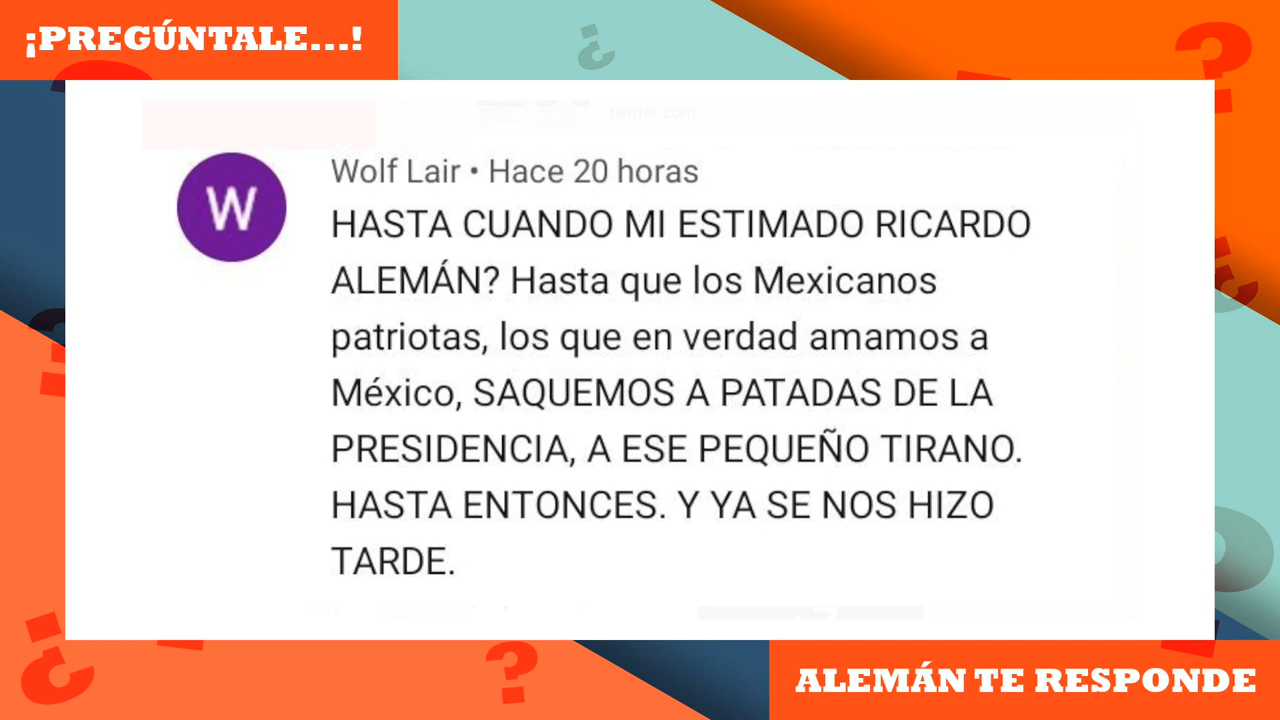 ¡PREGÚNTALE...!
twitter.com
Wolf Lair • Hace 20 horas
W
HASTA CUANDO MI ESTIMADO RICARDO
ALEMÁN? Hasta que los Mexicanos
patriotas, los que en verdad amamos a
México, SAQUEMOS A PATADAS DE LA
PRESIDENCIA, A ESE PEQUEÑO TIRANO.
HASTA ENTONCES. Y YA SE NOS HIZO
TARDE.
ALEMÁN TE RESPONDE